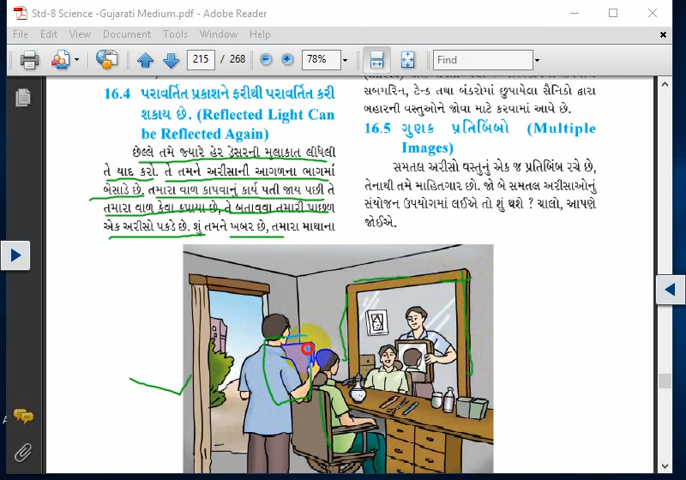 Std-8 Science -Gujarati Medium.pdf - Adobe Reader
File Edit View Document Tools Window Help
215 / 268 78% Find
16.4 પરાવર્તિત પ્રકાશને ફરીથી પરાવર્તિત કરી
શકાય છે. (Reflected Light Can
be Reflected Again)
છેલ્લે તમે જ્યારે હેર ડ્રેસરની મુલાકાત લીધેલી
તે યાદ કરો. તે તમને અરીસાની આગળના ભાગમાં
બેસાડે છે. તમારા વાળ કાપવાનું કાર્ય પતી જાય પછી તે
તમારા વાળ કેવા કપાયા છે, તે બતાવવા તમારી પાછળ
એક અરીસો પકડે છે. શું તમને ખબર છે, તમારા માથાના
સબમરિન, ટેન્ક તથા બંકરોમાં છુપાયેલા સૈનિકો દ્વારા
બહારની વસ્તુઓને જોવા માટે કરવામાં આવે છે.
16.5 ગુણક પ્રતિબિંબો (Multiple
Images)
સમતલ અરીસો વસ્તુનું એક જ પ્રતિબિંબ રચે છે,
તેનાથી તમે માહિતગાર છો. જો બે સમતલ અરીસાઓનું
સંયોજન ઉપયોગમાં લઈએ તો શું થશે ? ચાલો, આપણે
જોઈએ.